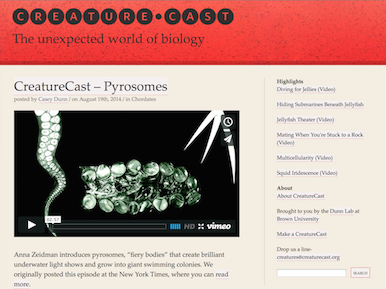 CREATURE•CAST
The unexpected world of biology
CreatureCast – Pyrosomes
posted by Casey Dunn / on August 19th, 2014 / in Chordates
02:57
HD vimeo
Anna Zeidman introduces pyrosomes, “fiery bodies” that create brilliant
underwater light shows and grow into giant swimming colonies. We
originally posted this episode at the New York Times, where you can read
more.
Highlights
Diving for Jellies (Video)
Hiding Submarines Beneath Jellyfish
Jellyfish Theater (Video)
Mating When You're Stuck to a Rock
(Video)
Multicellularity (Video)
Squid Iridescence (Video)
About
About CreatureCast
Brought to you by the Dunn Lab at
Brown University
Make a CreatureCast
Drop us a line-
creatures@creaturecast.org
SEARCH